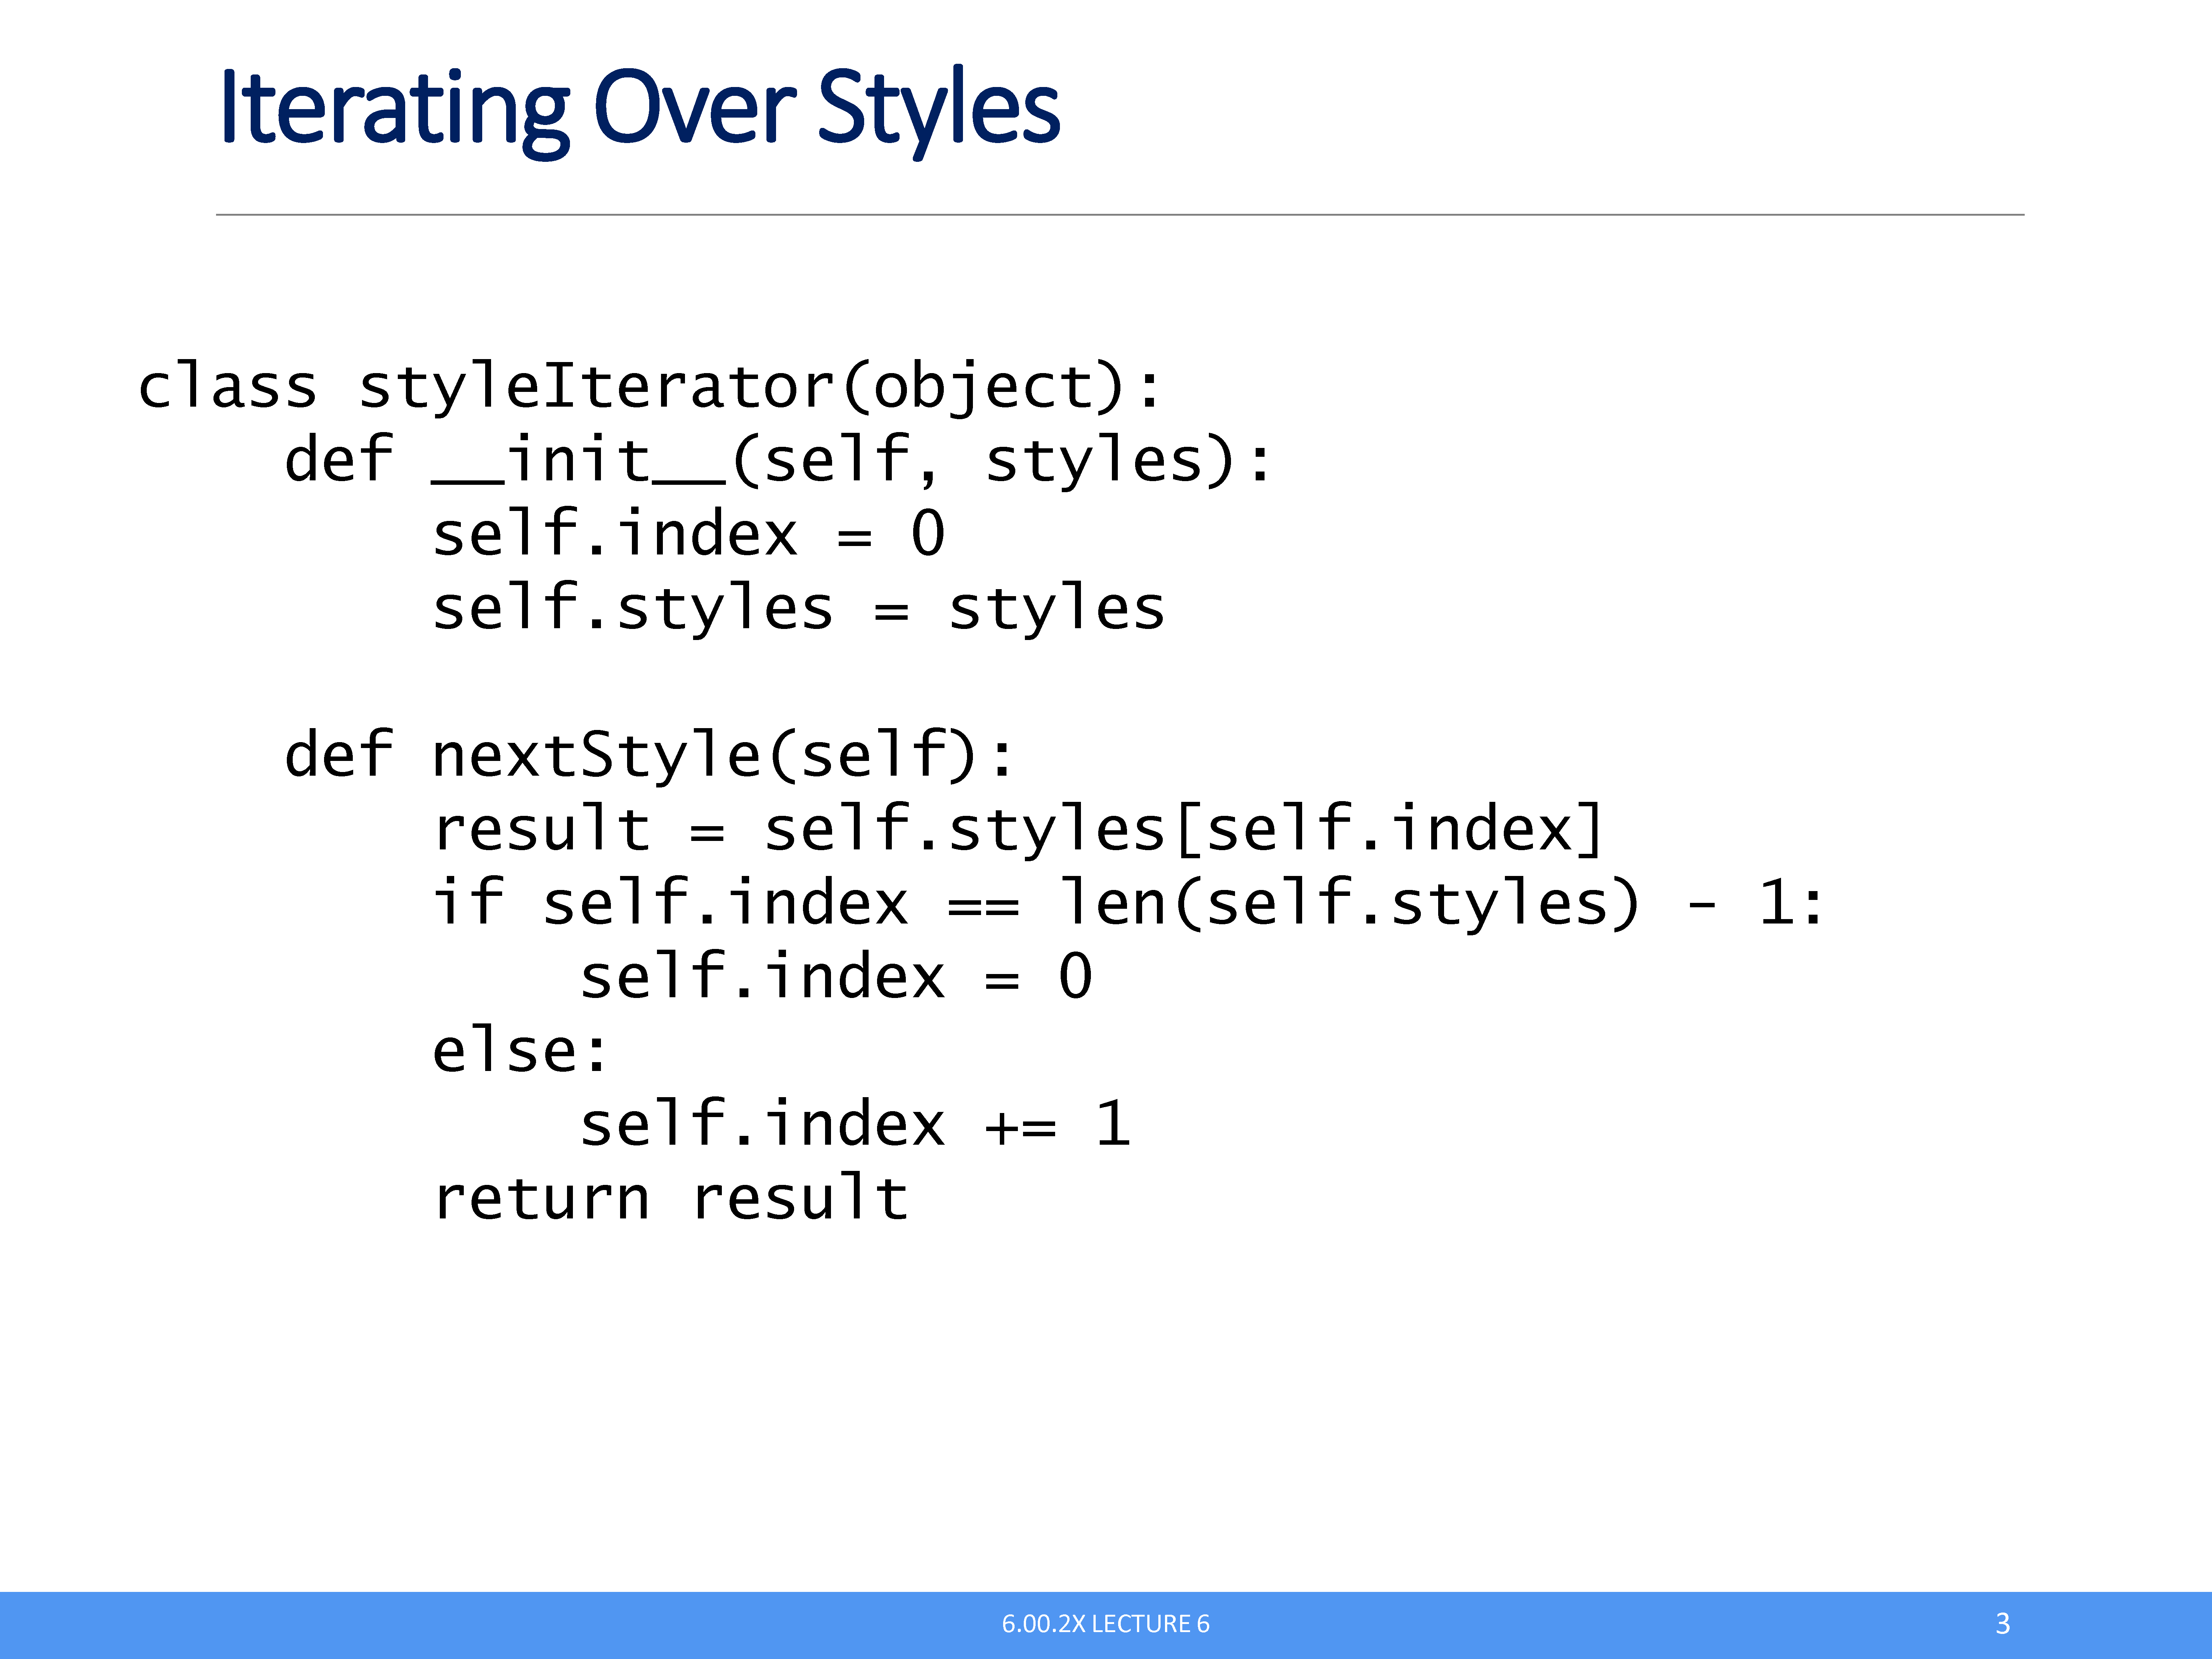 Iterating Over Styles
class styleIterator(object):
    def __init__(self, styles):
        self.index = 0
        self.styles = styles

    def nextStyle(self):
        result = self.styles[self.index]
        if self.index == len(self.styles) - 1:
            self.index = 0
        else:
            self.index += 1
        return result
6.00.2X LECTURE 6
3